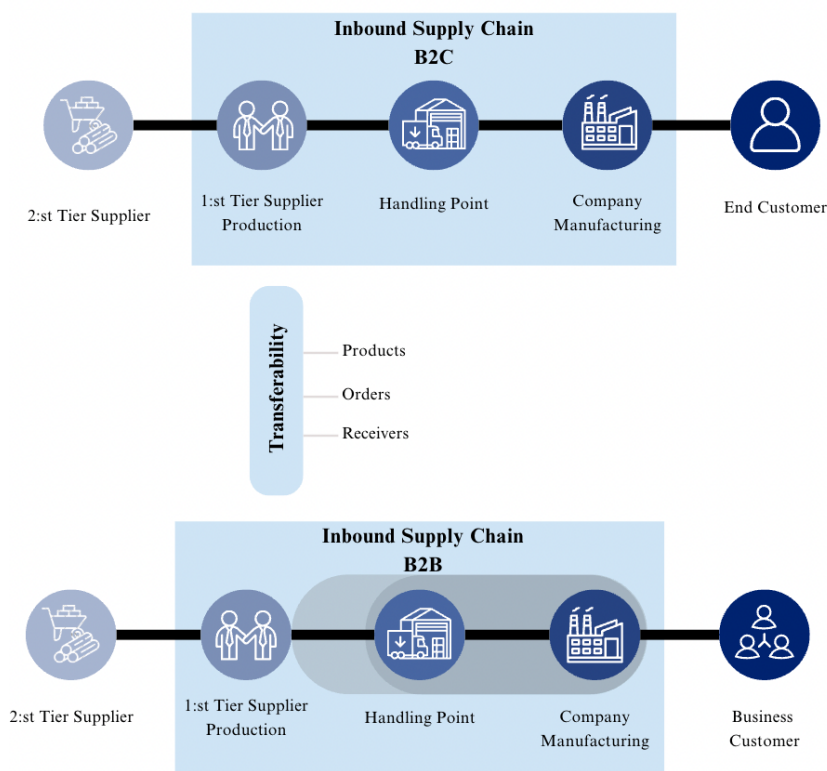 Inbound Supply Chain
B2C
2:st Tier Supplier
1:st Tier Supplier
Production
Handling Point
Company
Manufacturing
End Customer
Transferability
Products
Orders
Receivers
Inbound Supply Chain
B2B
2:st Tier Supplier
1:st Tier Supplier
Production
Handling Point
Company
Manufacturing
Business
Customer